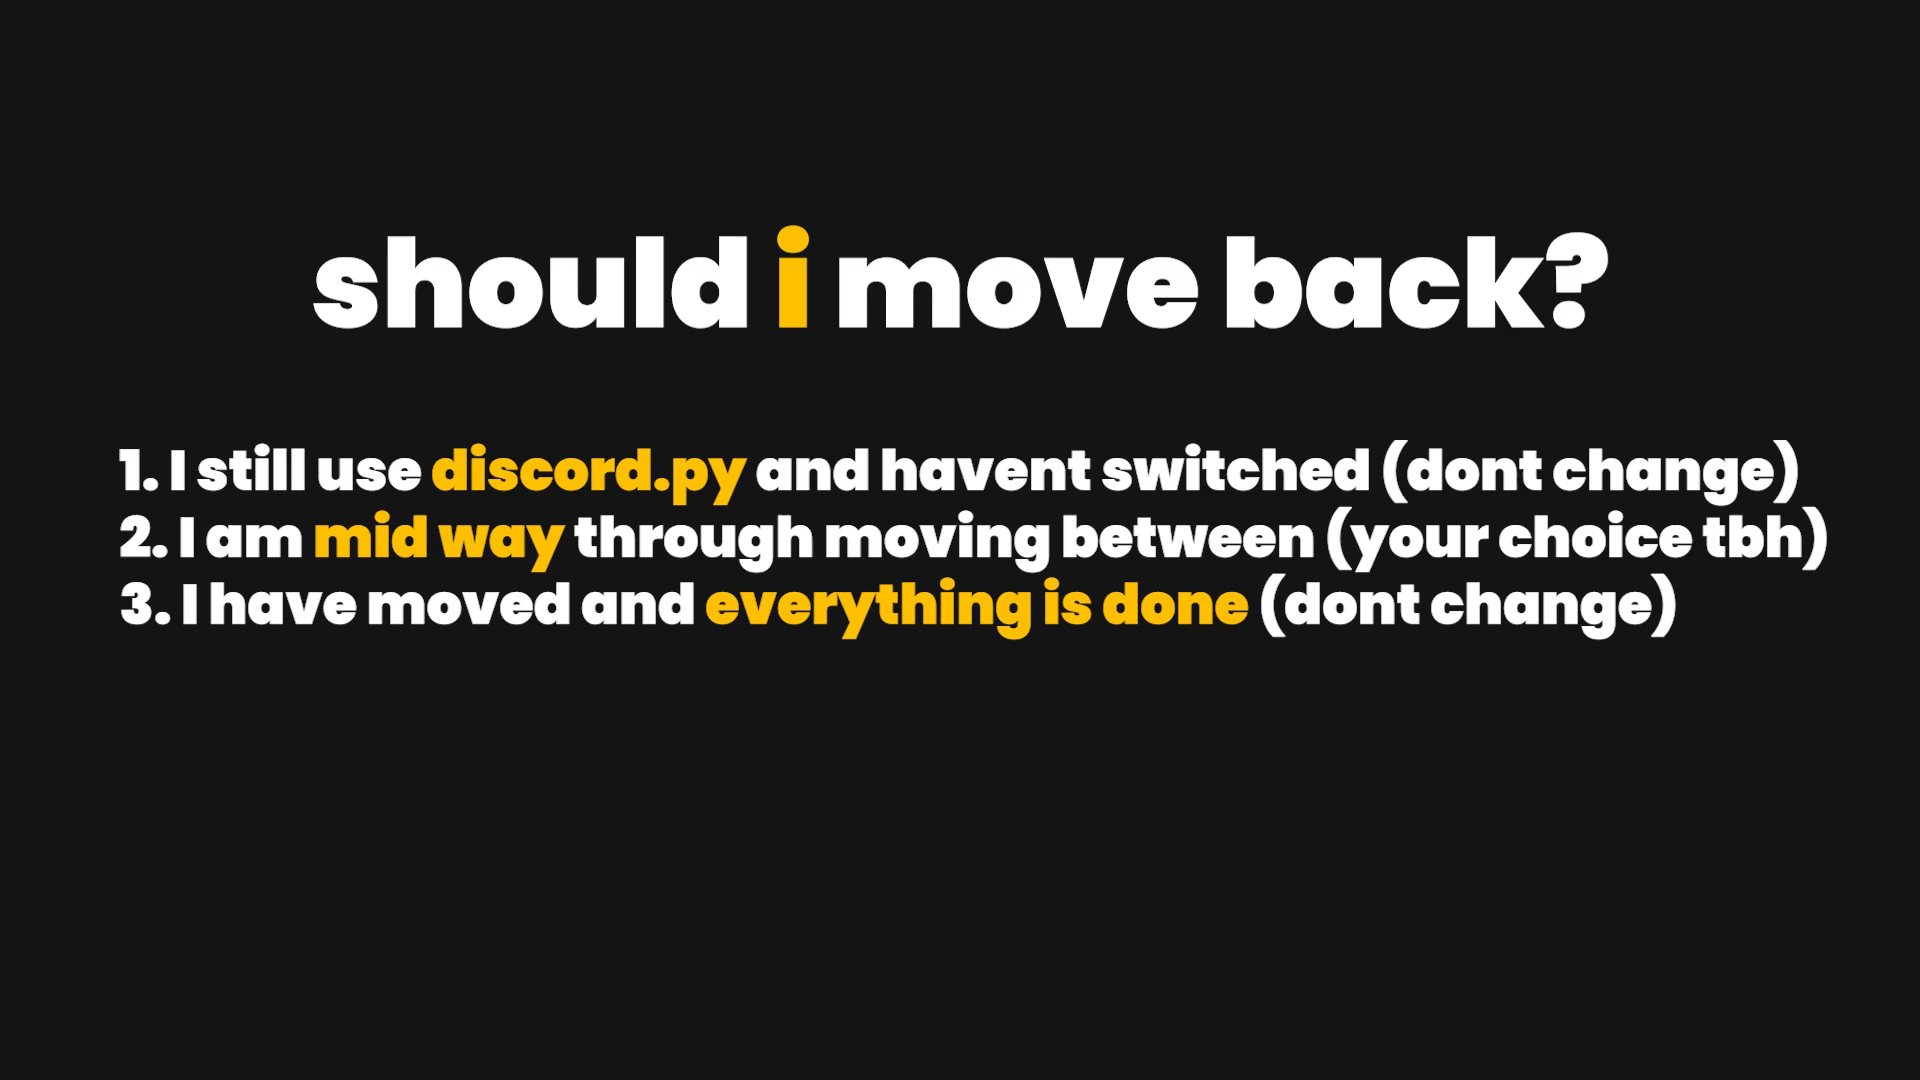 should i move back?
1. I still use discord.py and havent switched (dont change)
2. I am mid way through moving between (your choice tbh)
3. I have moved and everything is done (dont change)